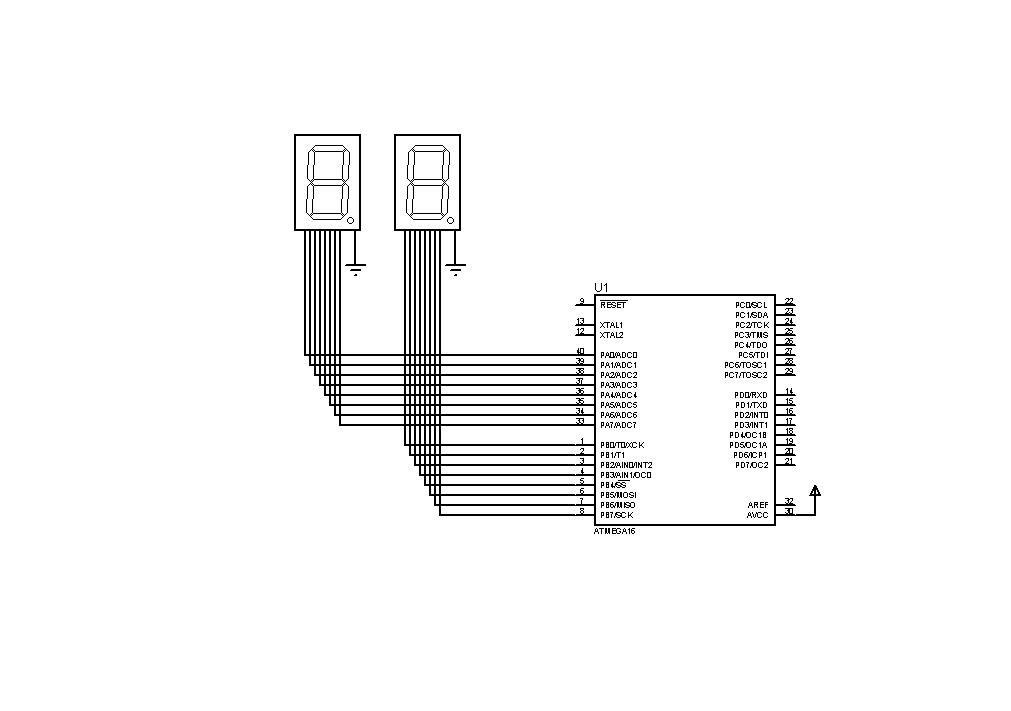 U1
9 RESET PC0/SCL 22
PC1/SDA 23
13 XTAL1 PC2/TCK 24
12 XTAL2 PC3/TMS 25
PC4/TDO 26
40 PA0/ADC0 PC5/TDI 27
39 PA1/ADC1 PC6/TOSC1 28
38 PA2/ADC2 PC7/TOSC2 29
37 PA3/ADC3
36 PA4/ADC4 PD0/RXD 14
35 PA5/ADC5 PD1/TXD 15
34 PA6/ADC6 PD2/INT0 16
33 PA7/ADC7 PD3/INT1 17
PD4/OC1B 18
1 PB0/T0/XCK PD5/OC1A 19
2 PB1/T1 PD6/ICP1 20
3 PB2/AIN0/INT2 PD7/OC2 21
4 PB3/AIN1/OC0
5 PB4/SS
6 PB5/MOSI
7 PB6/MISO AREF 32
8 PB7/SCK AVCC 30
ATMEGA16